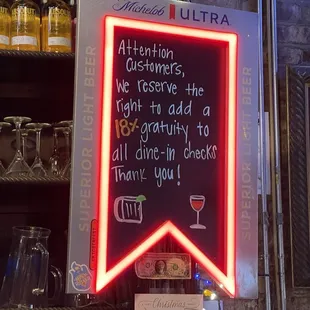 Michelob ULTRA
Attention
Customers,
We reserve the
right to add a
18% gratuity to
all dine-in checks
Thank you!
SUPERIOR LIGHT BEER
SUPERIOR LIGHT BEER
Christmas